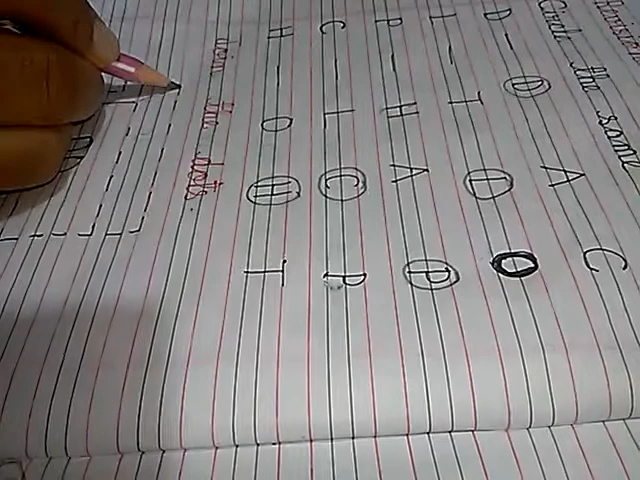 Circle the same
D – D A C
I – T D O
P – H A P
C – L C P
H – O H T
Join the dots.